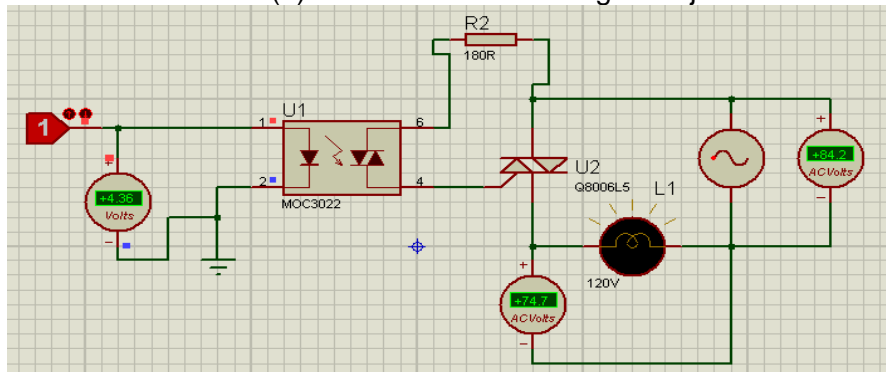 R2
180R
1
U1
1
6
2
4
MOC3022
+
+4.36
Volts
−
U2
Q8006L5
L1
120V
+
+84.2
AC Volts
−
+
+74.7
AC Volts
−